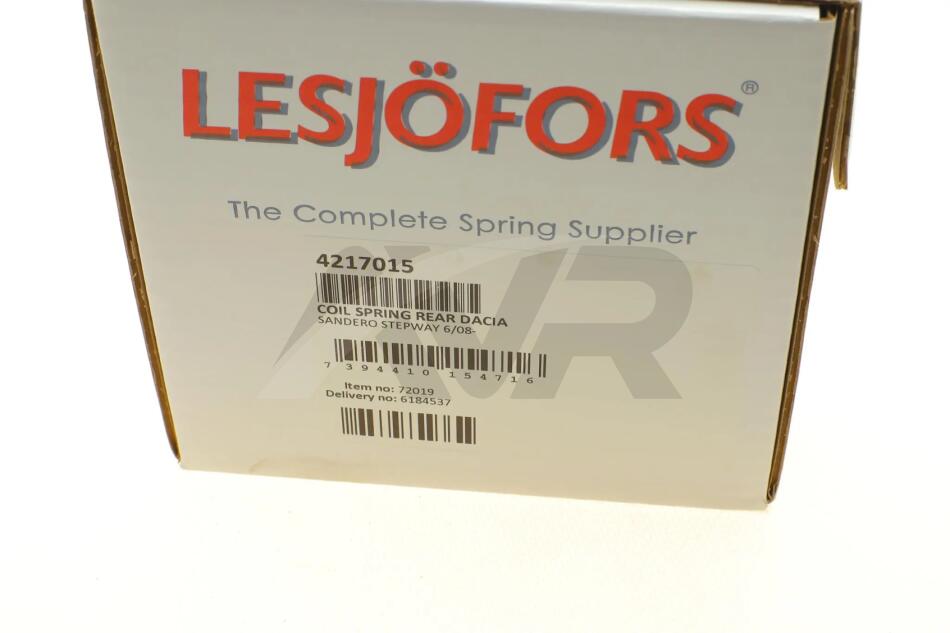 LESJÖFORS®
The Complete Spring Supplier
4217015
COIL SPRING REAR DACIA
SANDERO STEPWAY 6/08-
7 394410 154716
Item no: 72019
Delivery no: 6184537
AVR